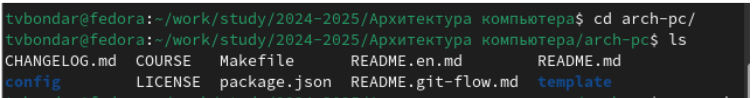 tvbondar@fedora:~/work/study/2024-2025/Архитектура компьютера$ cd arch-pc/
tvbondar@fedora:~/work/study/2024-2025/Архитектура компьютера/arch-pc$ ls
CHANGELOG.md  COURSE   Makefile      README.en.md        README.md
config        LICENSE  package.json  README.git-flow.md  template